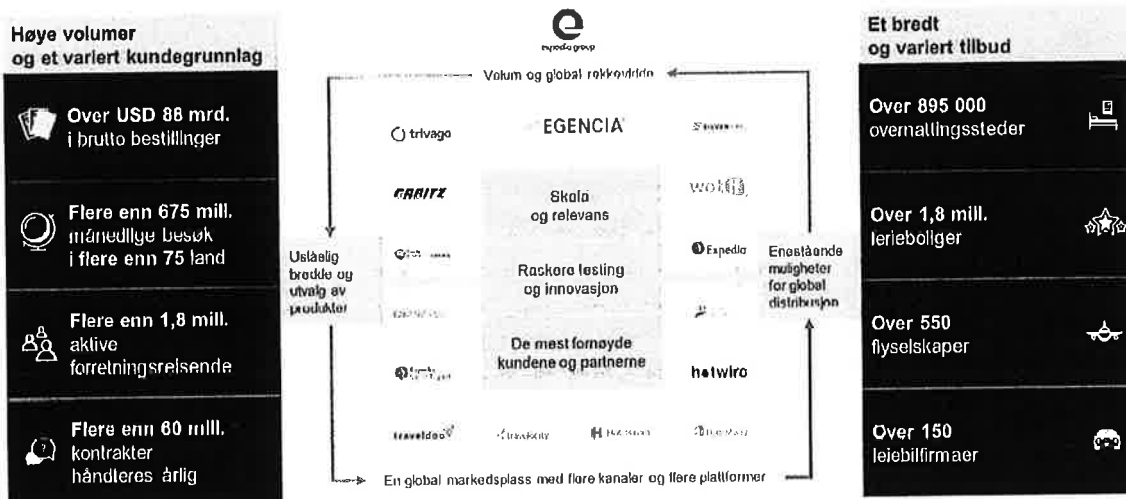 Høye volumer
og et variert kundegrunnlag
Over USD 88 mrd.
i brutto bestillinger
Flere enn 675 mill.
månedlige besøk
i flere enn 75 land
Flere enn 1,8 mill.
aktive
forretningsreisende
Flere enn 60 mill.
kontrakter
håndteres årlig
expedia group
Volum og global rekkevidde
trivago
EGENCIA
ORBITZ
Skala
og relevans
Uslåelig
bredde og
utvalg av
produkter
Expedia
Raskere testing
og innovasjon
Enestående
muligheter
for global
distribusjon
De mest fornøyde
kundene og partnerne
hotwire
traveldoo
travelocity
En global markedsplass med flere kanaler og flere plattformer
Et bredt
og variert tilbud
Over 895 000
overnattingssteder
Over 1,8 mill.
ferieboliger
Over 550
flyselskaper
Over 150
leiebilfirmaer